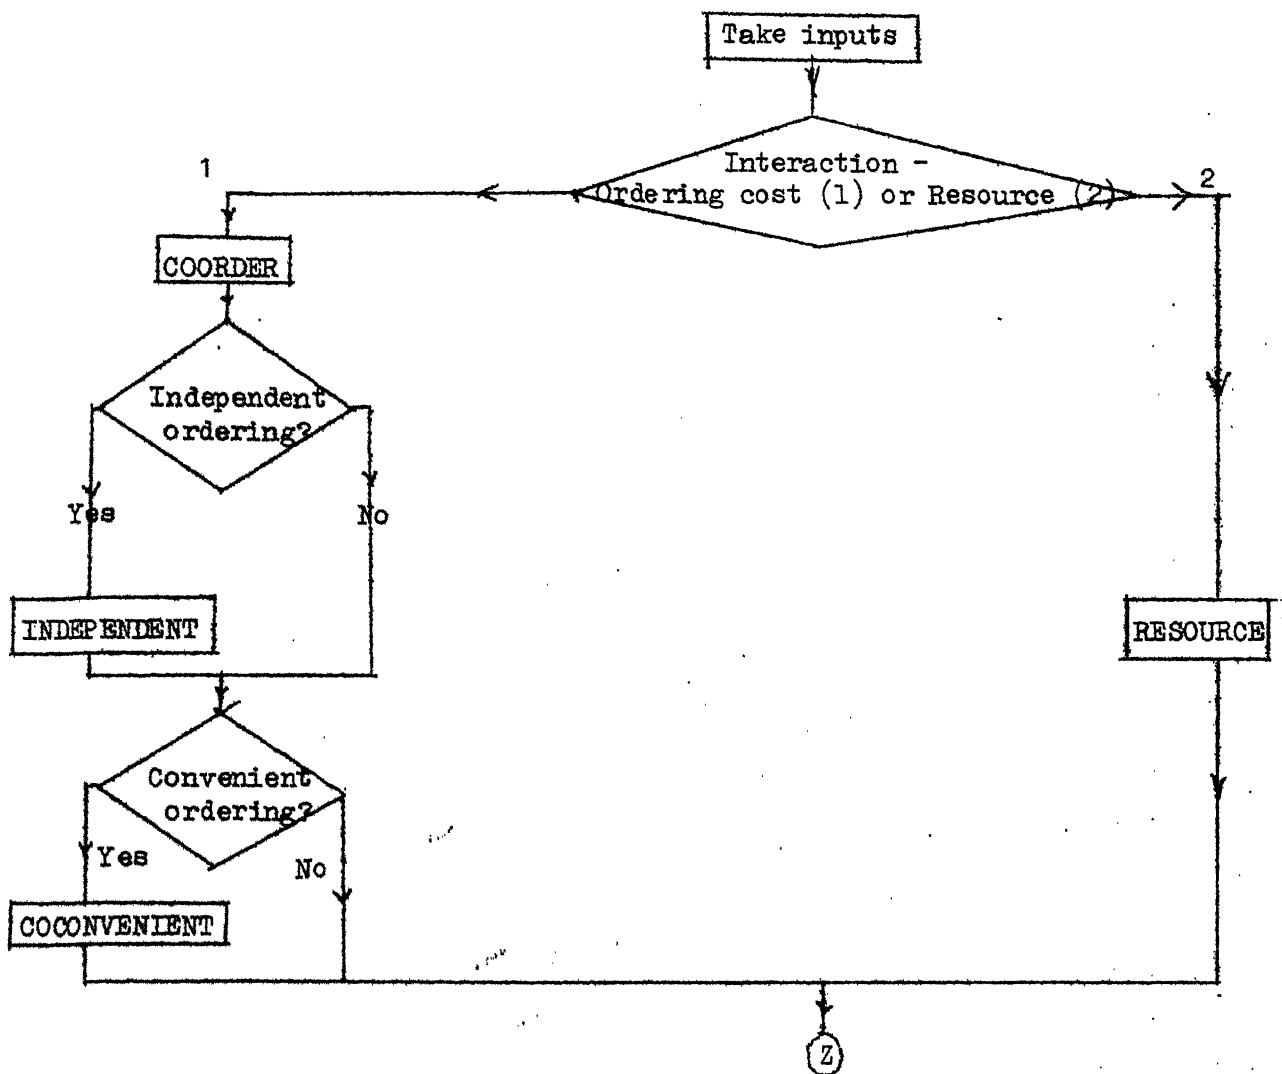 Take inputs
Interaction -
Ordering cost (1) or Resource (2)
1
2
COORDER
Independent
ordering?
Yes
No
INDEPENDENT
RESOURCE
Convenient
ordering?
Yes
No
COCONVENIENT
Z